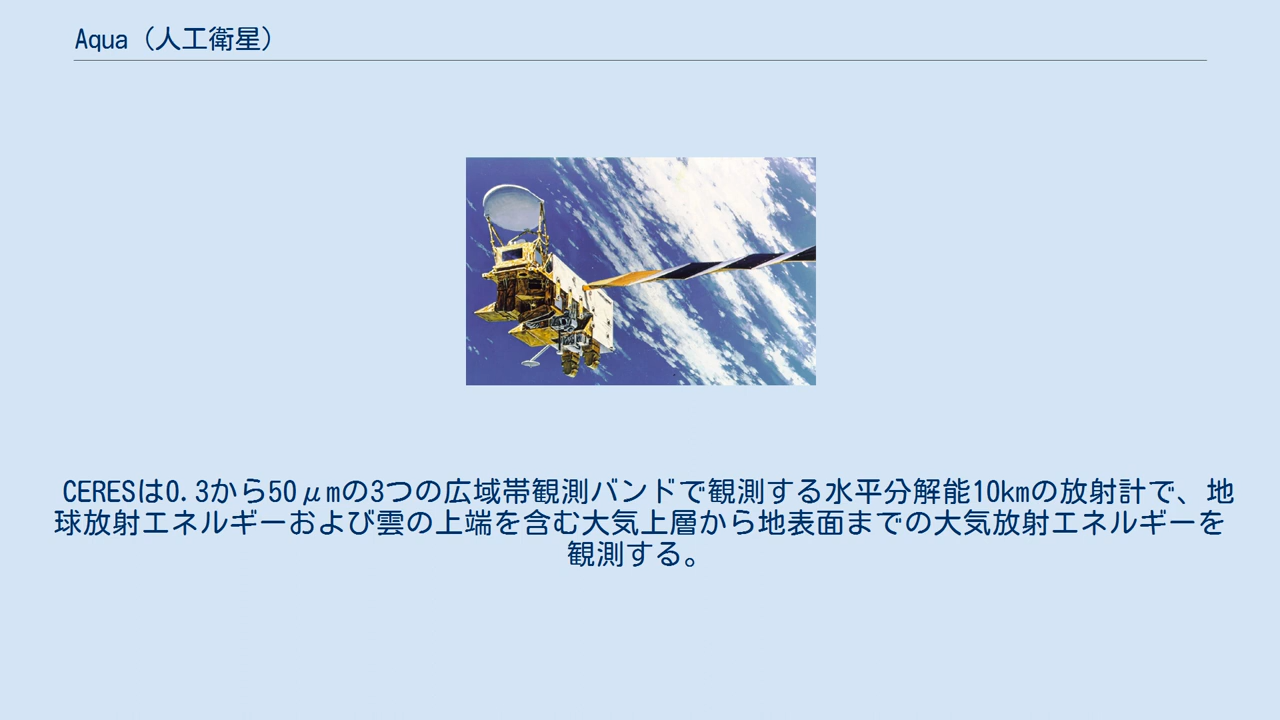 Aqua（人工衛星）
CERESは0.3から50μmの3つの広域帯観測バンドで観測する水平分解能10kmの放射計で、地
球放射エネルギーおよび雲の上端を含む大気上層から地表面までの大気放射エネルギーを
観測する。